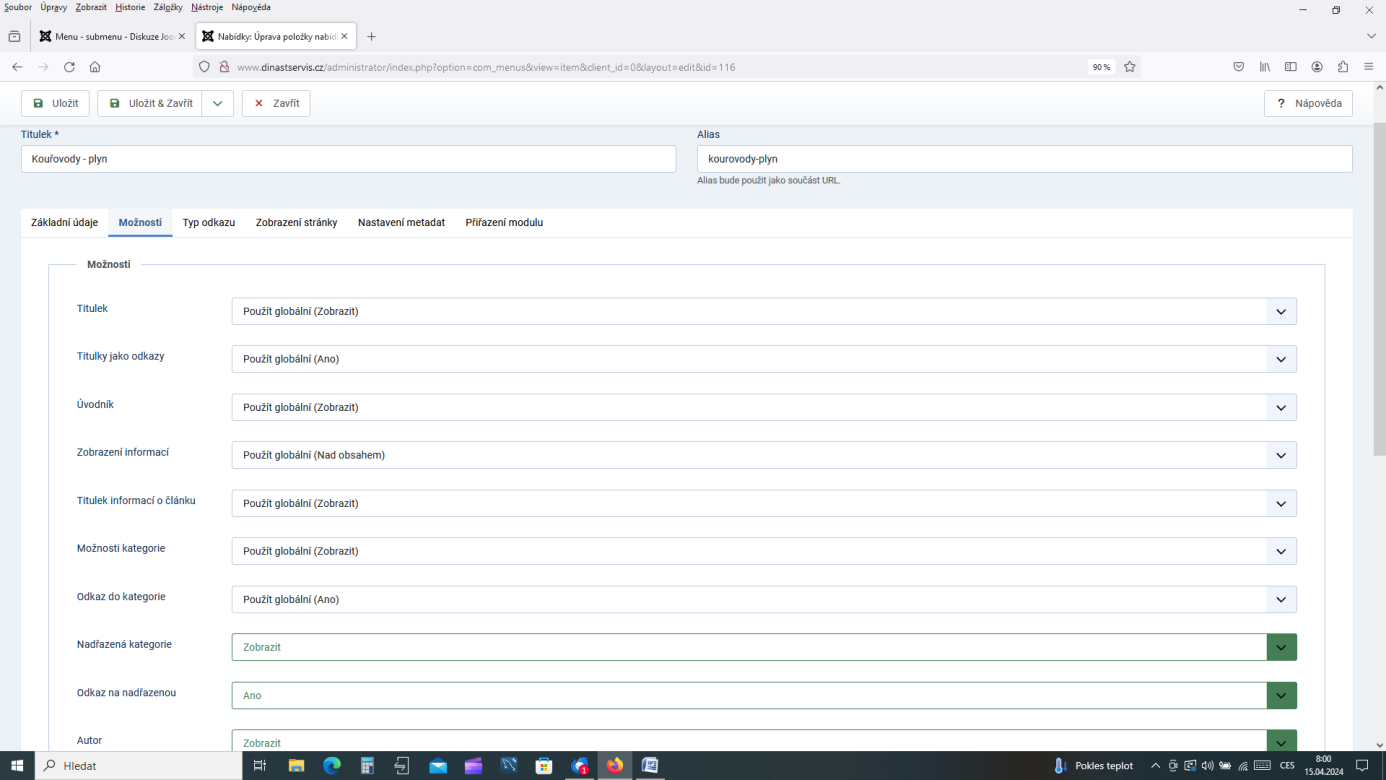 Soubor Úpravy Zobrazit Historie Záložky Nástroje Nápověda
Menu - submenu - Diskuze Joo
Nabídky: Úprava položky nabíd
www.dinastservis.cz/administrator/index.php?option=com_menus&view=item&client_id=0&layout=edit&id=116
90 %
Uložit
Uložit & Zavřít
Zavřít
? Nápověda
Titulek *
Alias
Kouřovody - plyn
kourovody-plyn
Alias bude použit jako součást URL.
Základní údaje Možnosti Typ odkazu Zobrazení stránky Nastavení metadat Přiřazení modulu
Možnosti
Titulek Použít globální (Zobrazit)
Titulky jako odkazy Použít globální (Ano)
Úvodník Použít globální (Zobrazit)
Zobrazení informací Použít globální (Nad obsahem)
Titulek informací o článku Použít globální (Zobrazit)
Možnosti kategorie Použít globální (Zobrazit)
Odkaz do kategorie Použít globální (Ano)
Nadřazená kategorie Zobrazit
Odkaz na nadřazenou Ano
Autor Zobrazit
Hledat
1
Pokles teplot
CES
8:00
15.04.2024